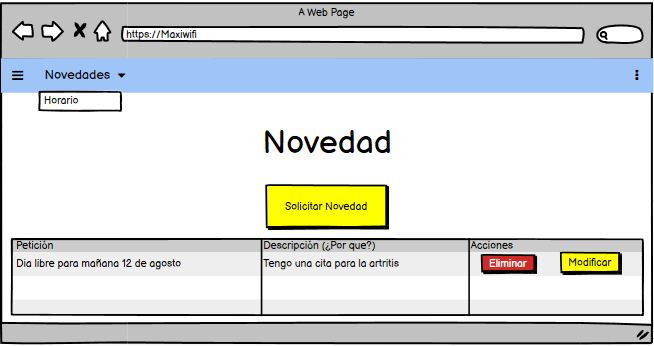 A Web Page
https://Maxiwifi
Novedades
Horario
Novedad
Solicitar Novedad
Petición Descripción (¿Por que?) Acciones
Dia libre para mañana 12 de agosto Tengo una cita para la artritis Eliminar Modificar